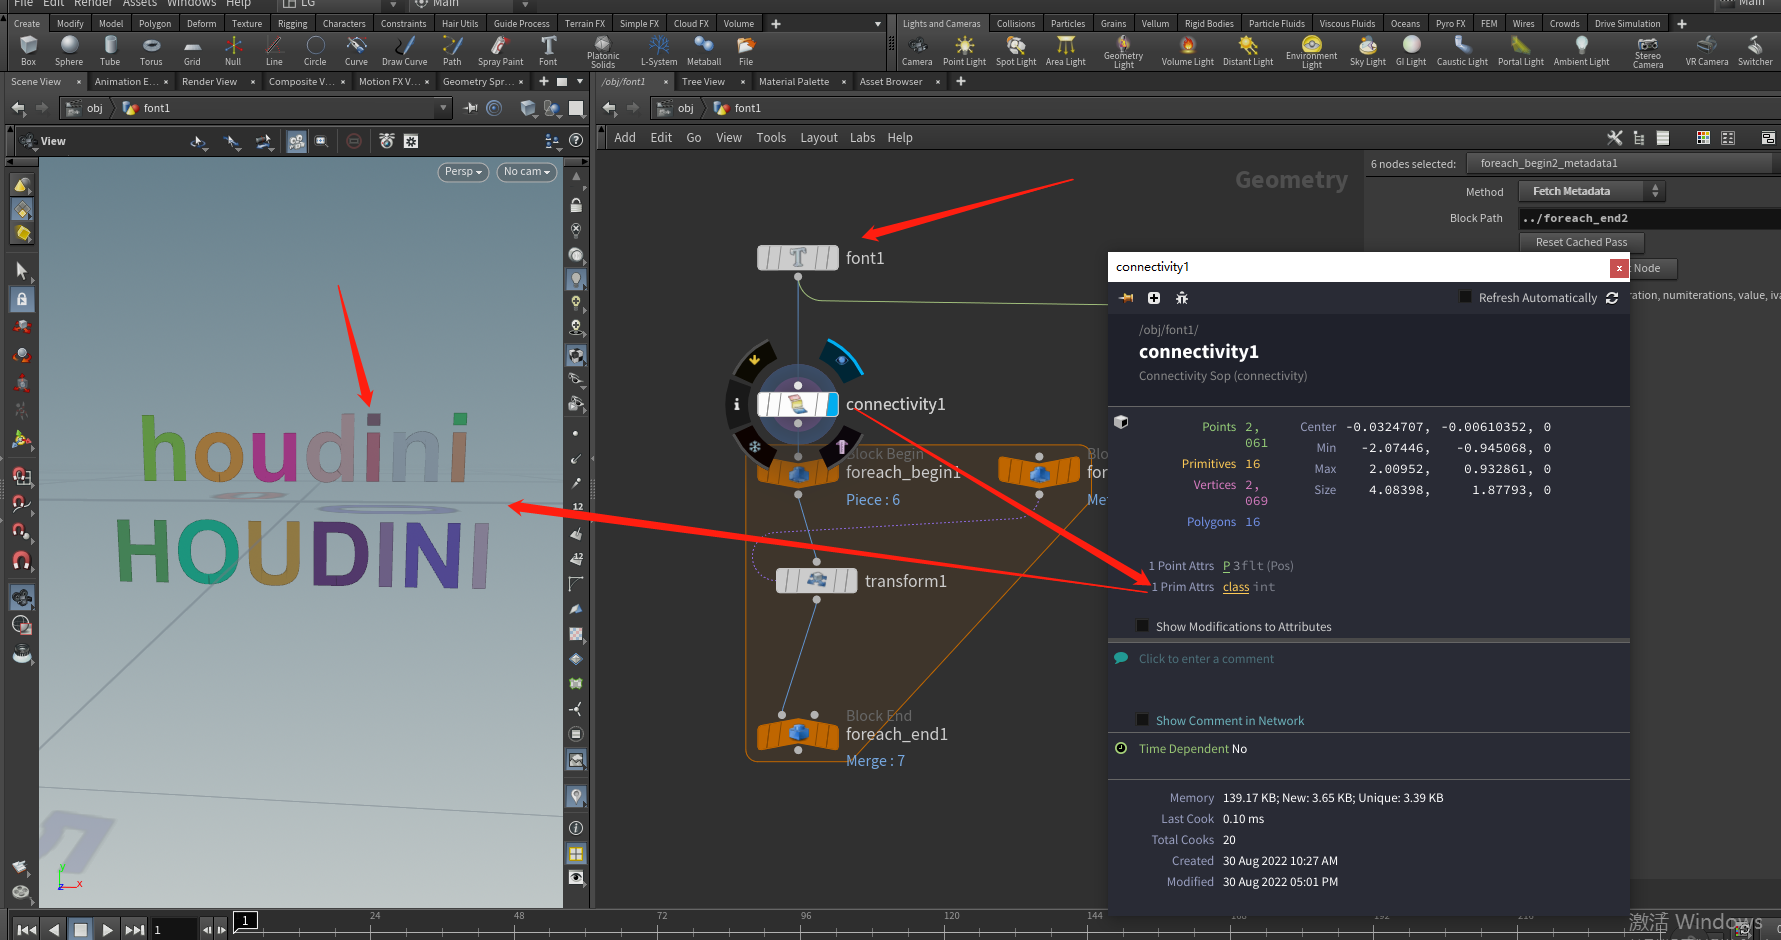 File Edit Render Assets Windows Help LG Main Main
Create Modify Model Polygon Deform Texture Rigging Characters Constraints Hair Utils Guide Process Terrain FX Simple FX Cloud FX Volume
Lights and Cameras Collisions Particles Grains Vellum Rigid Bodies Particle Fluids Viscous Fluids Oceans Pyro FX FEM Wires Crowds Drive Simulation
Box Sphere Tube Torus Grid Null Line Circle Curve Draw Curve Path Spray Paint Font Platonic Solids L-System Metaball File
Camera Point Light Spot Light Area Light Geometry Light Volume Light Distant Light Environment Light Sky Light GI Light Caustic Light Portal Light Ambient Light Stereo Camera VR Camera Switcher
Scene View Animation E... Render View Composite V... Motion FX V... Geometry Spr...
/obj/font1 Tree View Material Palette Asset Browser
obj font1
obj font1
View
Add Edit Go View Tools Layout Labs Help
Persp No cam
Geometry
6 nodes selected: foreach_begin2_metadata1
Method Fetch Metadata
Block Path ../foreach_end2
Reset Cached Pass
Node
ration, numiterations, value, iva
houdini
HOUDINI
12
12
font1
connectivity1
Block Begin
foreach_begin1
Piece : 6
Blo
for
Me
transform1
Block End
foreach_end1
Merge : 7
connectivity1
Refresh Automatically
/obj/font1/
connectivity1
Connectivity Sop (connectivity)
Points 2,061
Primitives 16
Vertices 2,069
Polygons 16
Center -0.0324707, -0.00610352, 0
Min -2.07446, -0.945068, 0
Max 2.00952, 0.932861, 0
Size 4.08398, 1.87793, 0
1 Point Attrs P 3flt (Pos)
1 Prim Attrs class int
Show Modifications to Attributes
Click to enter a comment
Show Comment in Network
Time Dependent No
Memory 139.17 KB; New: 3.65 KB; Unique: 3.39 KB
Last Cook 0.10 ms
Total Cooks 20
Created 30 Aug 2022 10:27 AM
Modified 30 Aug 2022 05:01 PM
y
z x
1 1 24 48 72 96 120 144 168 192 216
激活 Windows